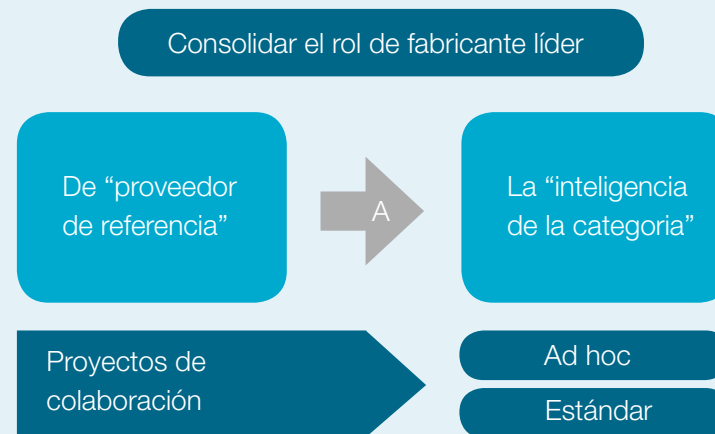 Consolidar el rol de fabricante líder
De “proveedor
de referencia”
A
La “inteligencia
de la categoria”
Proyectos de
colaboración
Ad hoc
Estándar